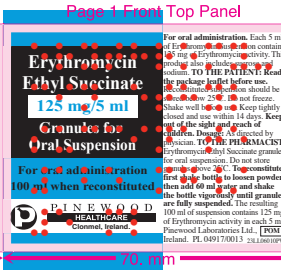 Page 1 Front Top Panel
Erythromycin
Ethyl Succinate
125 mg/5 ml
Granules for
Oral Suspension
For oral administration
100 ml when reconstituted
PINEWOOD
HEALTHCARE
Clonmel, Ireland.
For oral administration. Each 5 ml
of Erythromycin suspension contains
125 mg of Erythromycin activity. This
product also includes sucrose and
sodium. TO THE PATIENT: Read
the package leaflet before use.
Reconstituted suspension should be
stored below 25°C. Do not freeze.
Shake well before use. Keep tightly
closed and use within 14 days. Keep
out of the sight and reach of
children. Dosage: As directed by
physician. TO THE PHARMACIST:
Erythromycin Ethyl Succinate granules
for oral suspension. Do not store
granules above 25°C. To reconstitute
first shake bottle to loosen powder
then add 60 ml water and shake
the bottle vigorously until granules
are fully suspended. The resulting
100 ml of suspension contains 125 mg
of Erythromycin activity in each 5 ml
Pinewood Laboratories Ltd., POM
Ireland. PL 04917/0013
70. mm